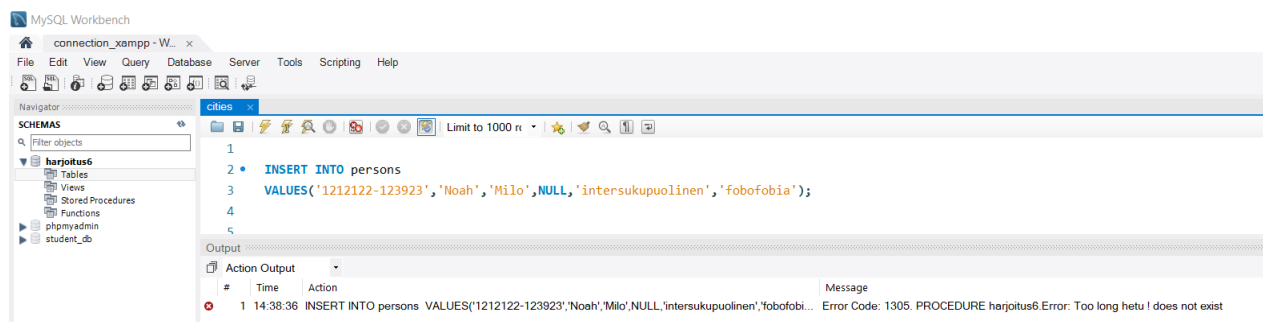 MySQL Workbench
connection_xampp - W... ×
File Edit View Query Database Server Tools Scripting Help
Navigator
cities ×
SCHEMAS
Limit to 1000 r
Filter objects
harjoitus6
Tables
Views
Stored Procedures
Functions
phpmyadmin
student_db
1
2 INSERT INTO persons
3 VALUES('1212122-123923','Noah','Milo',NULL,'intersukupuolinen','fobofobia');
4
5
Output
Action Output
# Time Action Message
1 14:38:36 INSERT INTO persons VALUES('1212122-123923','Noah','Milo',NULL,'intersukupuolinen','fobofobi... Error Code: 1305. PROCEDURE harjoitus6.Error: Too long hetu ! does not exist